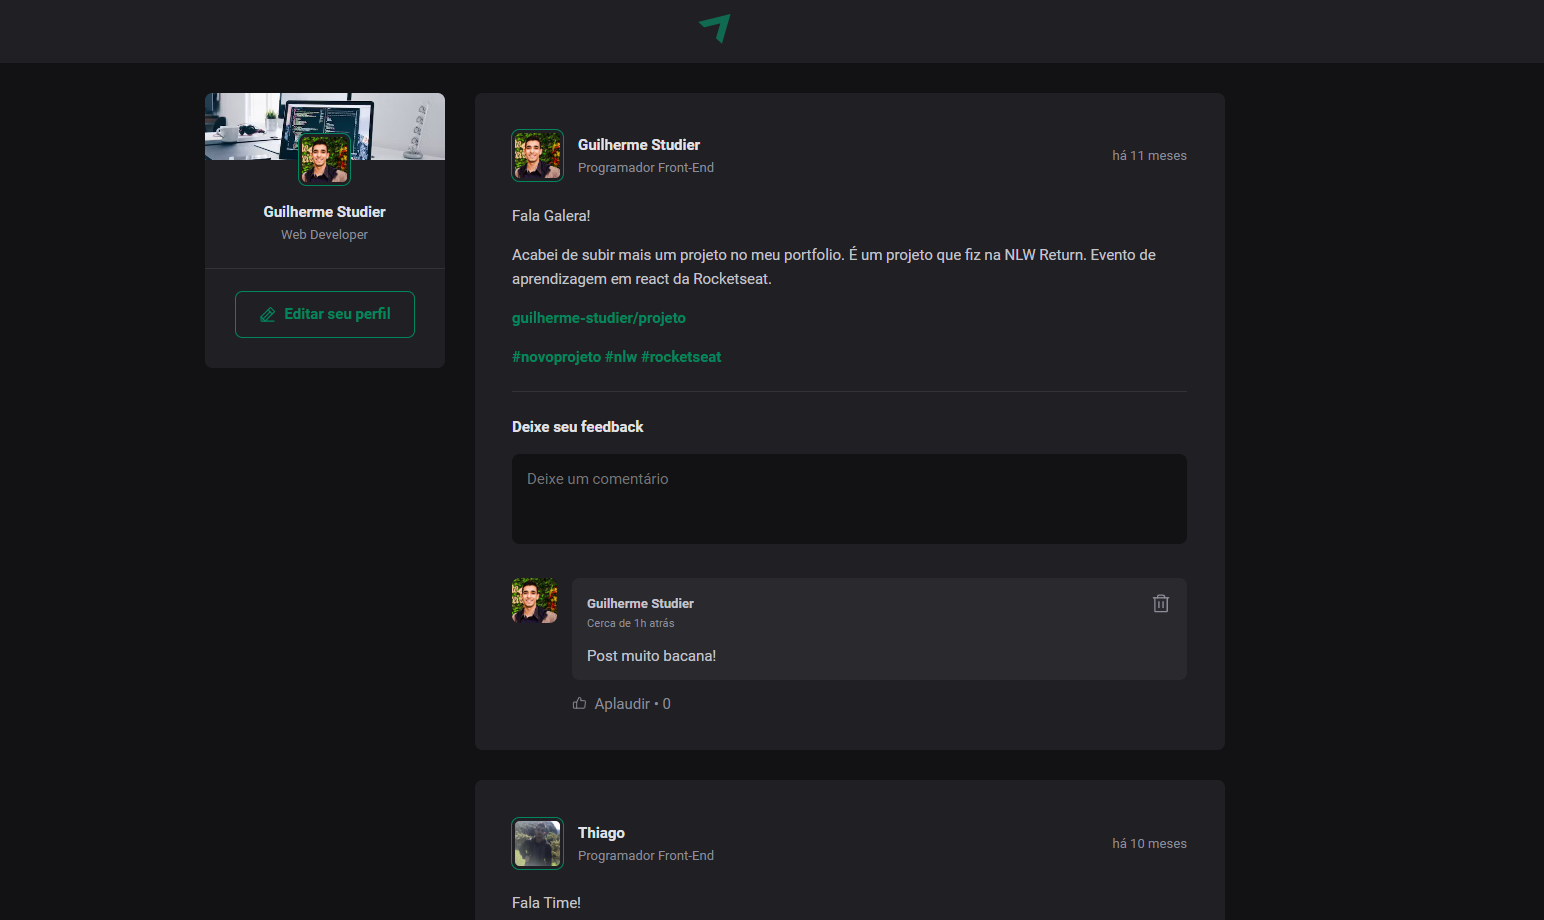 Guilherme Studier
Web Developer
Editar seu perfil
Guilherme Studier
Programador Front-End
há 11 meses
Fala Galera!
Acabei de subir mais um projeto no meu portfolio. É um projeto que fiz na NLW Return. Evento de
aprendizagem em react da Rocketseat.
guilherme-studier/projeto
#novoprojeto #nlw #rocketseat
Deixe seu feedback
Deixe um comentário
Guilherme Studier
Cerca de 1h atrás
Post muito bacana!
Aplaudir • 0
Thiago
Programador Front-End
há 10 meses
Fala Time!